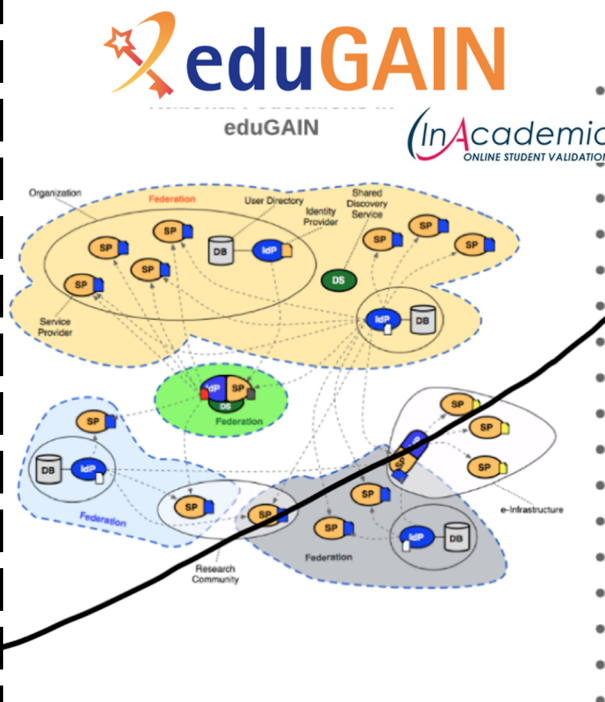 eduGAIN
eduGAIN
InAcademic
ONLINE STUDENT VALIDATION
Organization
Federation
User Directory
Shared
Discovery
Service
Identity
Provider
SP
SP
SP
SP
SP
DB
IdP
SP
SP
DS
SP
Service
Provider
IdP
DB
IdP
SP
DS
Federation
SP
SP
SP
SP
DB
IdP
SP
SP
SP
SP
SP
e-Infrastructure
Federation
Federation
IdP
DB
Research
Community